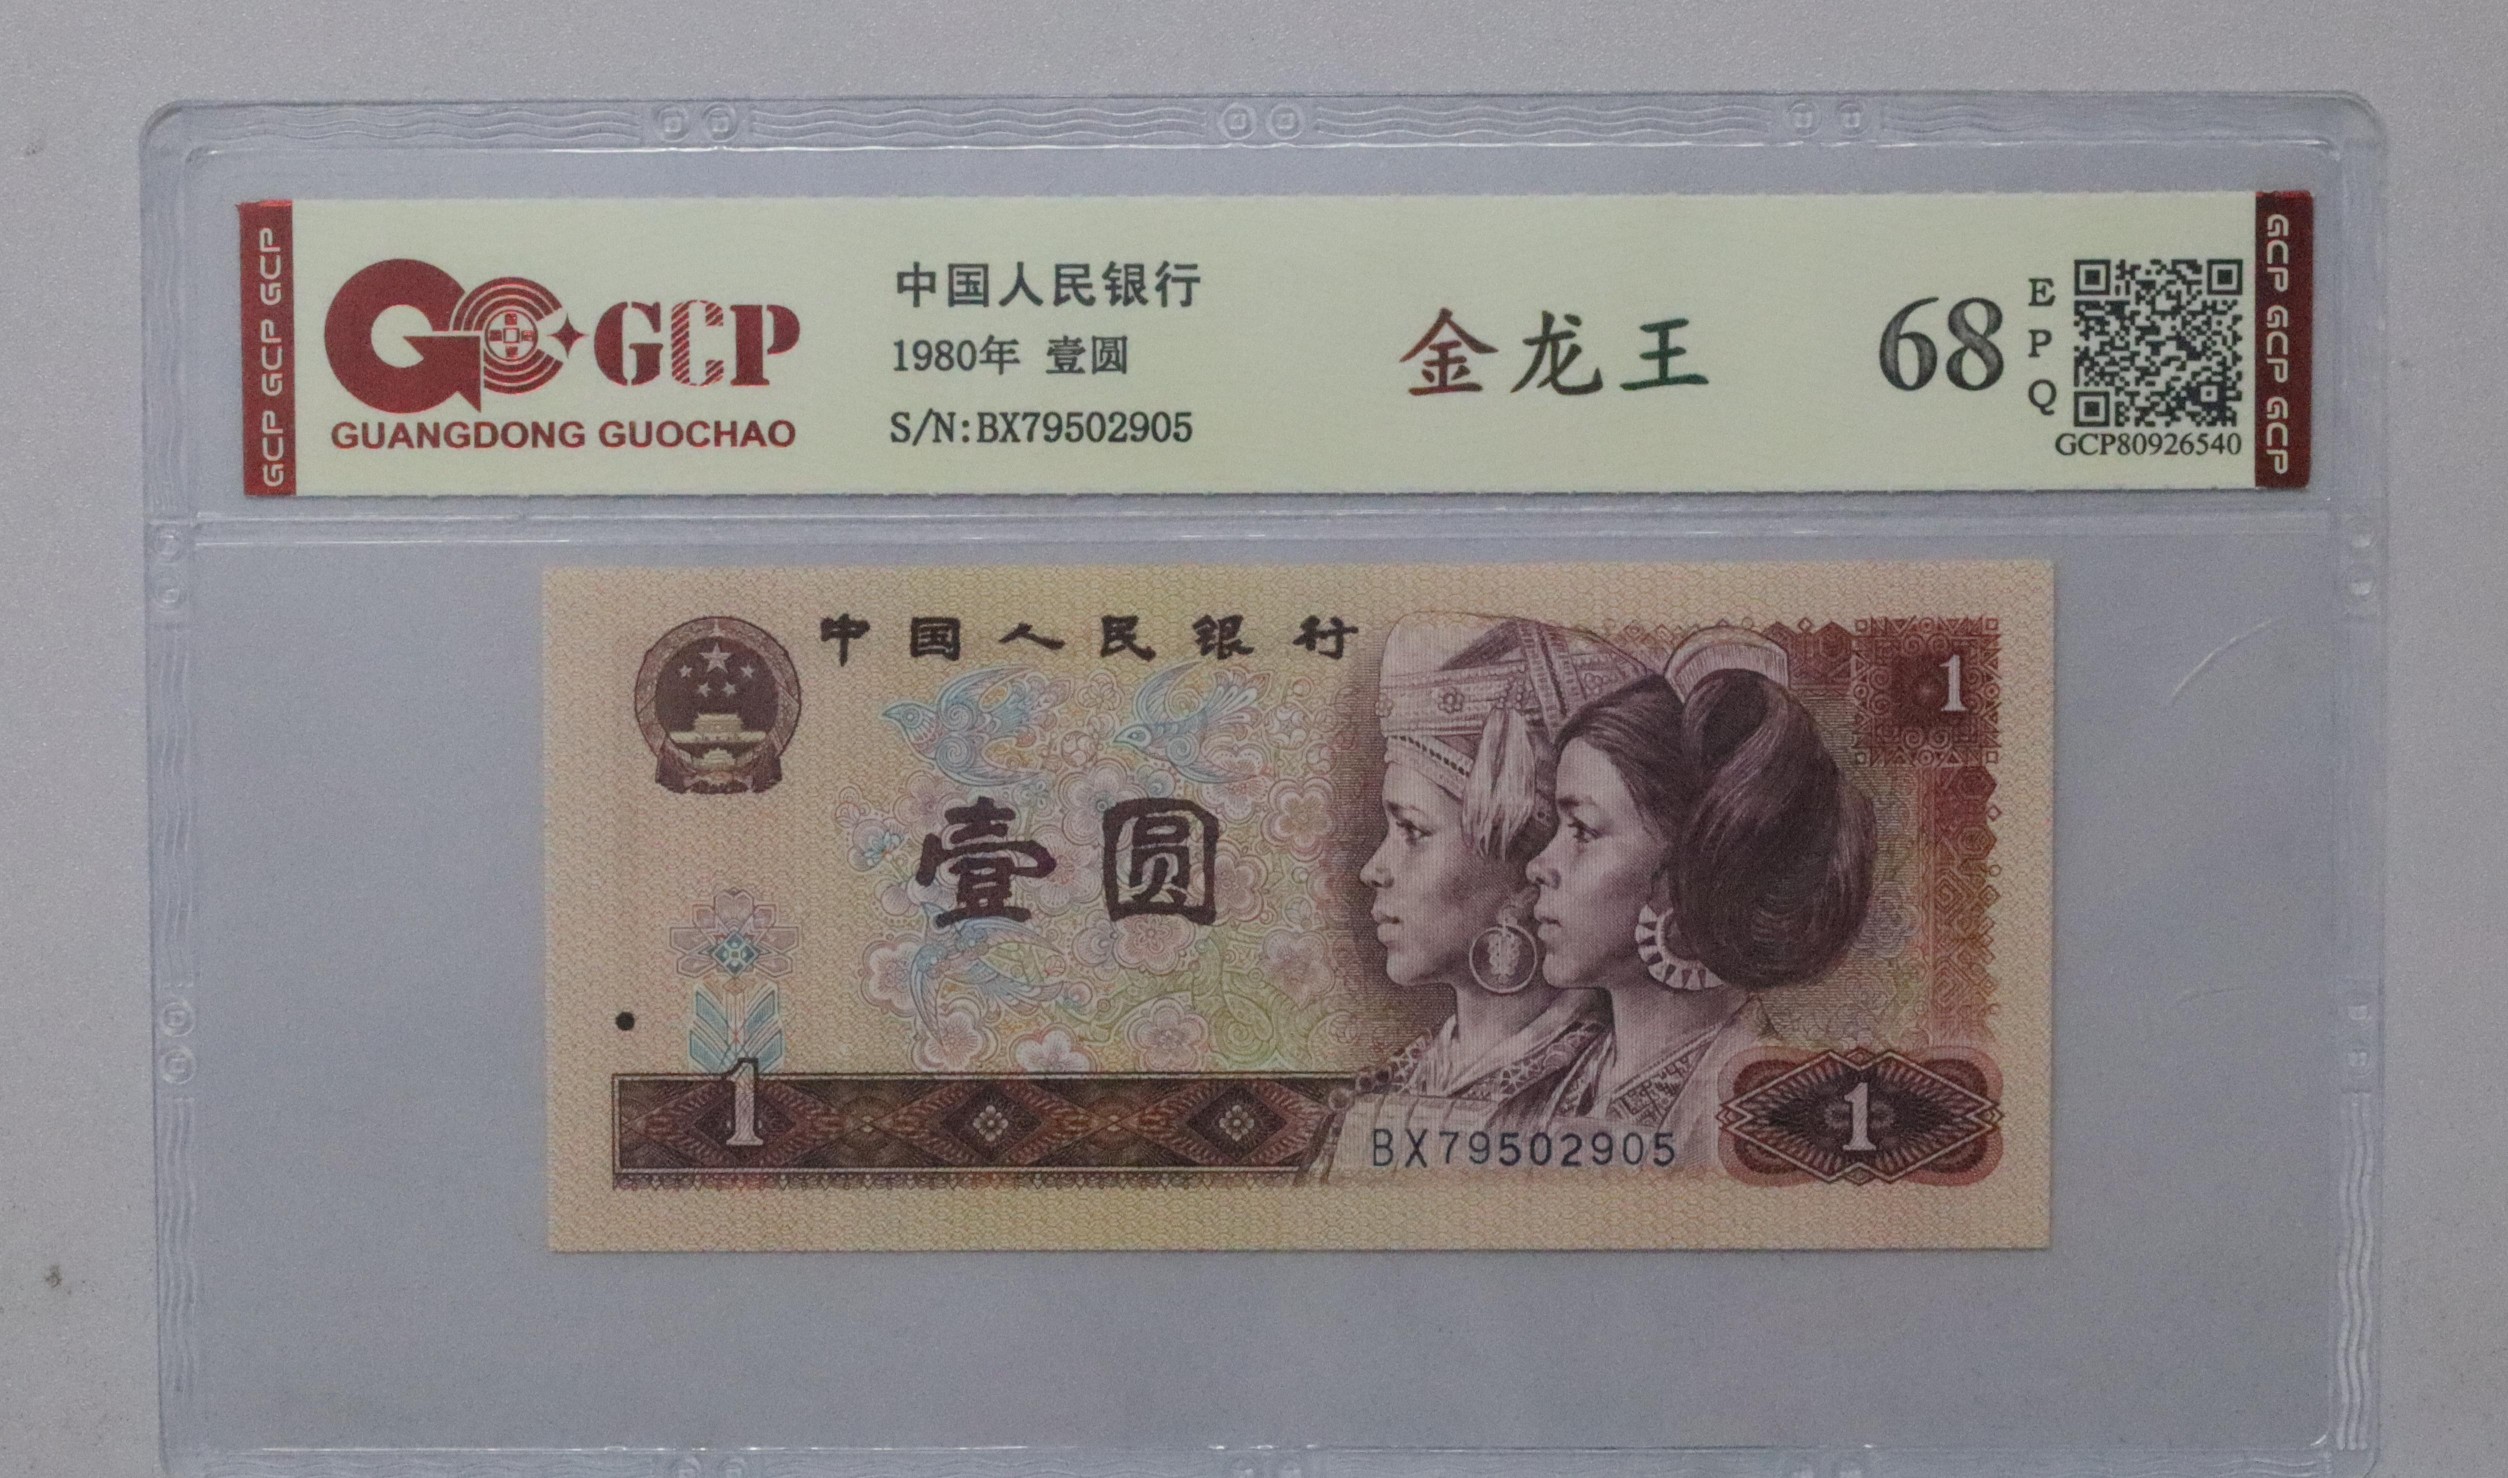 GCP GCP GCP
GCP
GUANGDONG GUOCHAO
中国人民银行
1980年 壹圆
S/N:BX79502905
金龙王
68
EPQ
GCP80926540
GCP GCP GCP
中国人民银行
1
壹圆
1
BX79502905
1